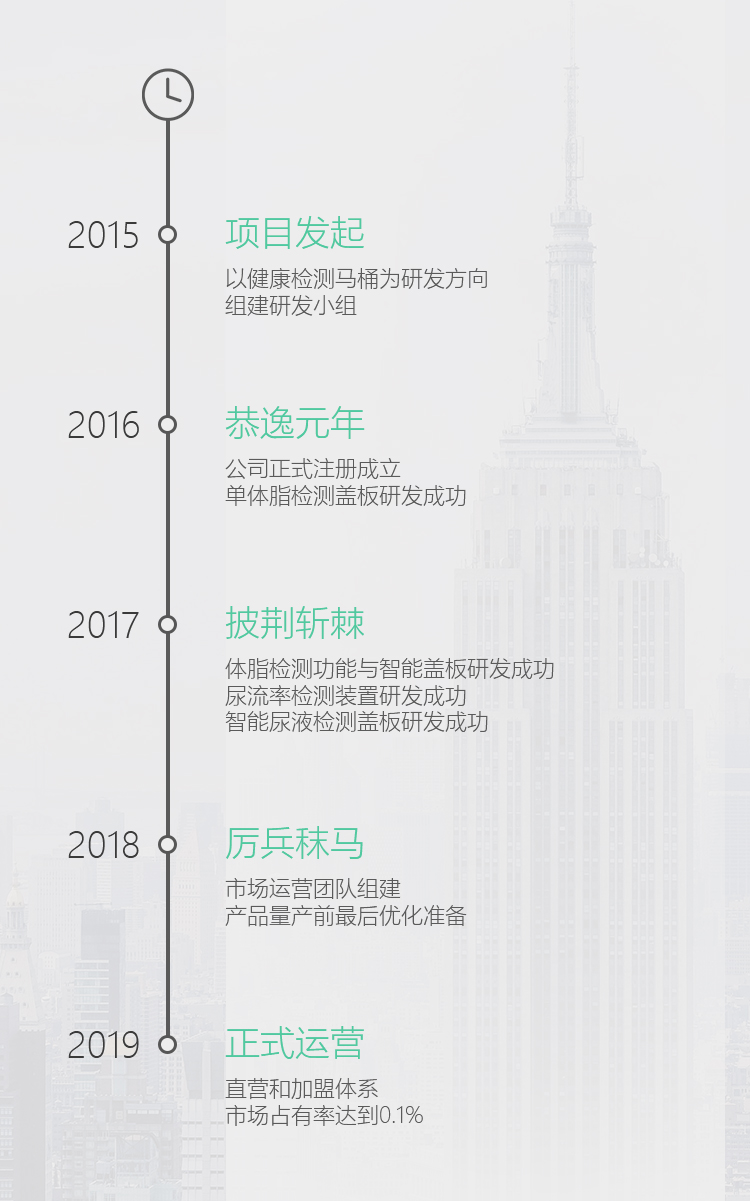 2015
项目发起
以健康检测马桶为研发方向
组建研发小组
2016
恭逸元年
公司正式注册成立
单体脂检测盖板研发成功
2017
披荆斩棘
体脂检测功能与智能盖板研发成功
尿流率检测装置研发成功
智能尿液检测盖板研发成功
2018
厉兵秣马
市场运营团队组建
产品量产前最后优化准备
2019
正式运营
直营和加盟体系
市场占有率达到0.1%